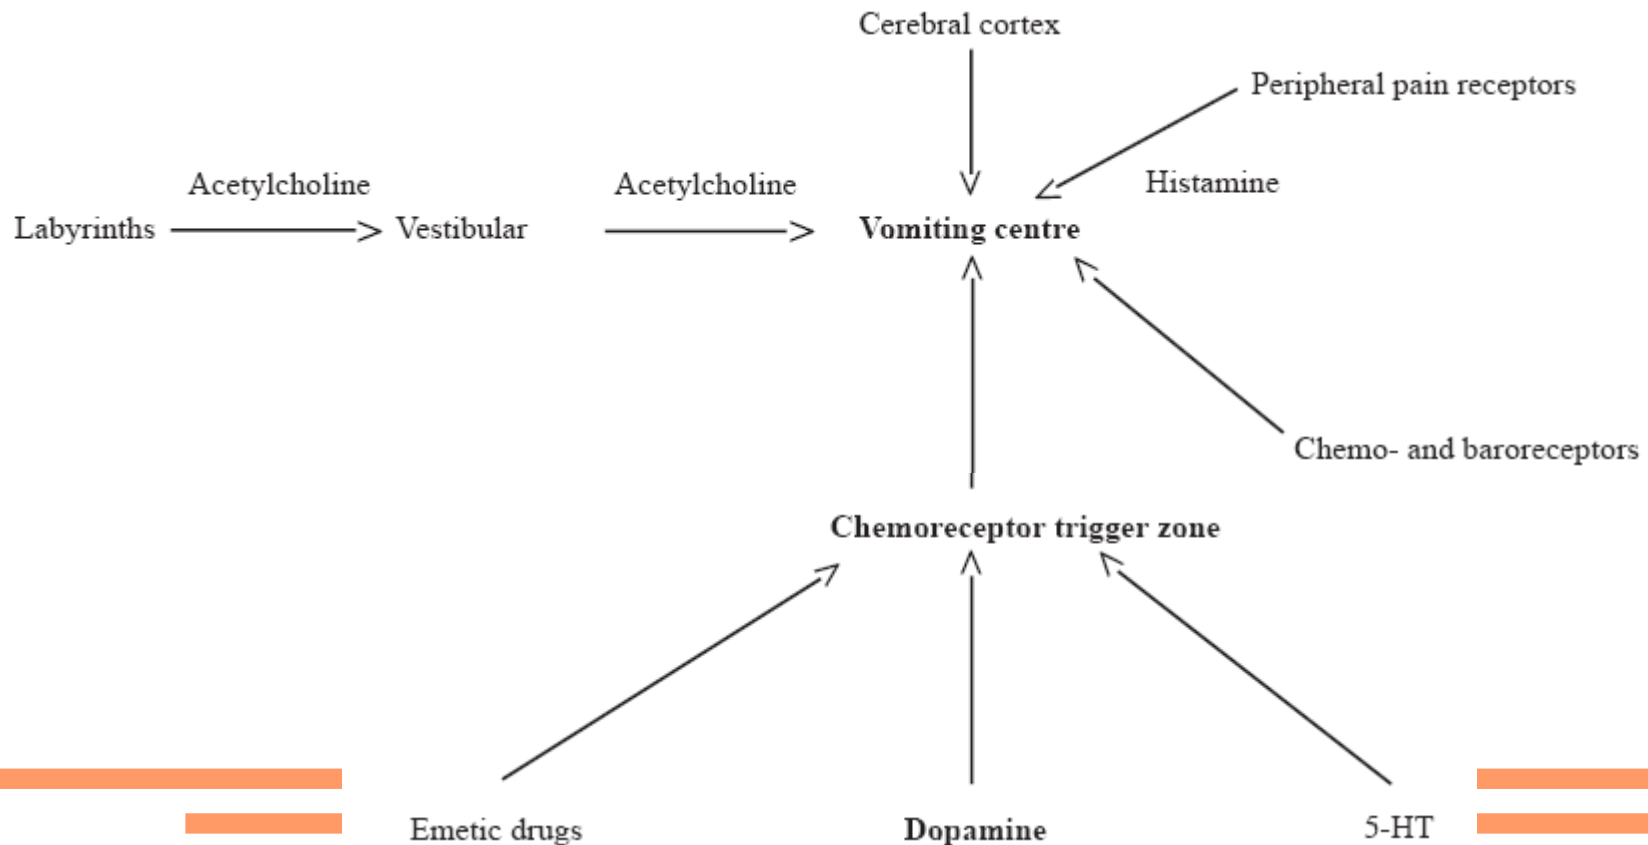 Cerebral cortex
Peripheral pain receptors
Acetylcholine
Acetylcholine
Histamine
Labyrinths
Vestibular
Vomiting centre
Chemo- and baroreceptors
Chemoreceptor trigger zone
Emetic drugs
Dopamine
5-HT